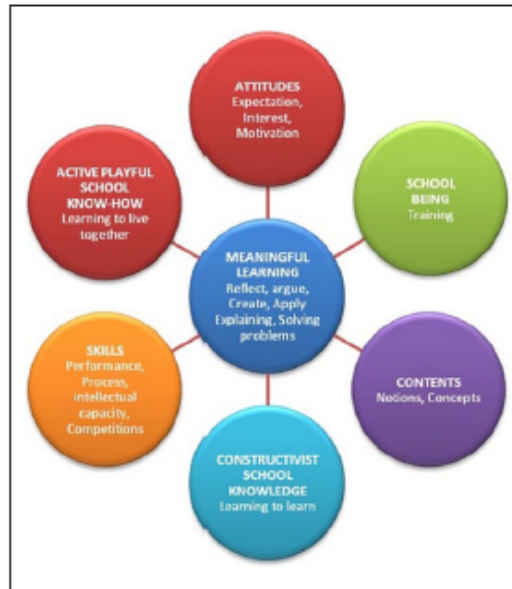 ATTITUDES
Expectation,
Interest,
Motivation
ACTIVE PLAYFUL
SCHOOL
KNOW-HOW
Learning to live
together
SCHOOL
BEING
Training
MEANINGFUL
LEARNING
Reflect, argue,
Create, Apply
Explaining, Solving
problems
SKILLS
Performance,
Process,
intellectual
capacity,
Competitions
CONTENTS
Notions, Concepts
CONSTRUCTIVIST
SCHOOL
KNOWLEDGE
Learning to learn